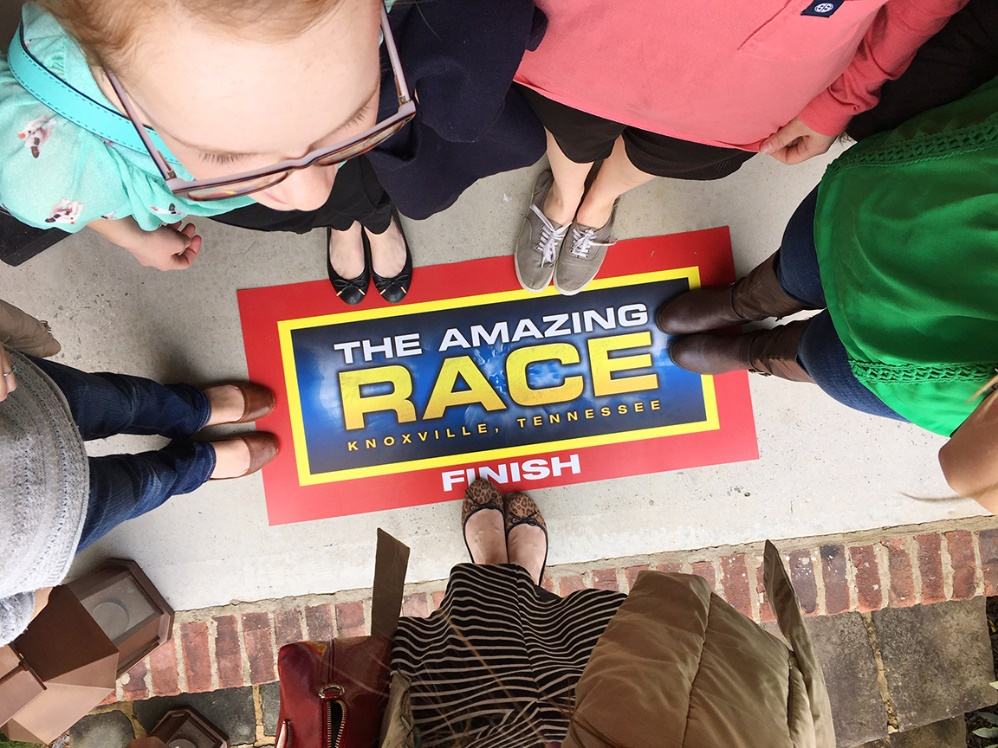 THE AMAZING
RACE
KNOXVILLE, TENNESSEE
FINISH